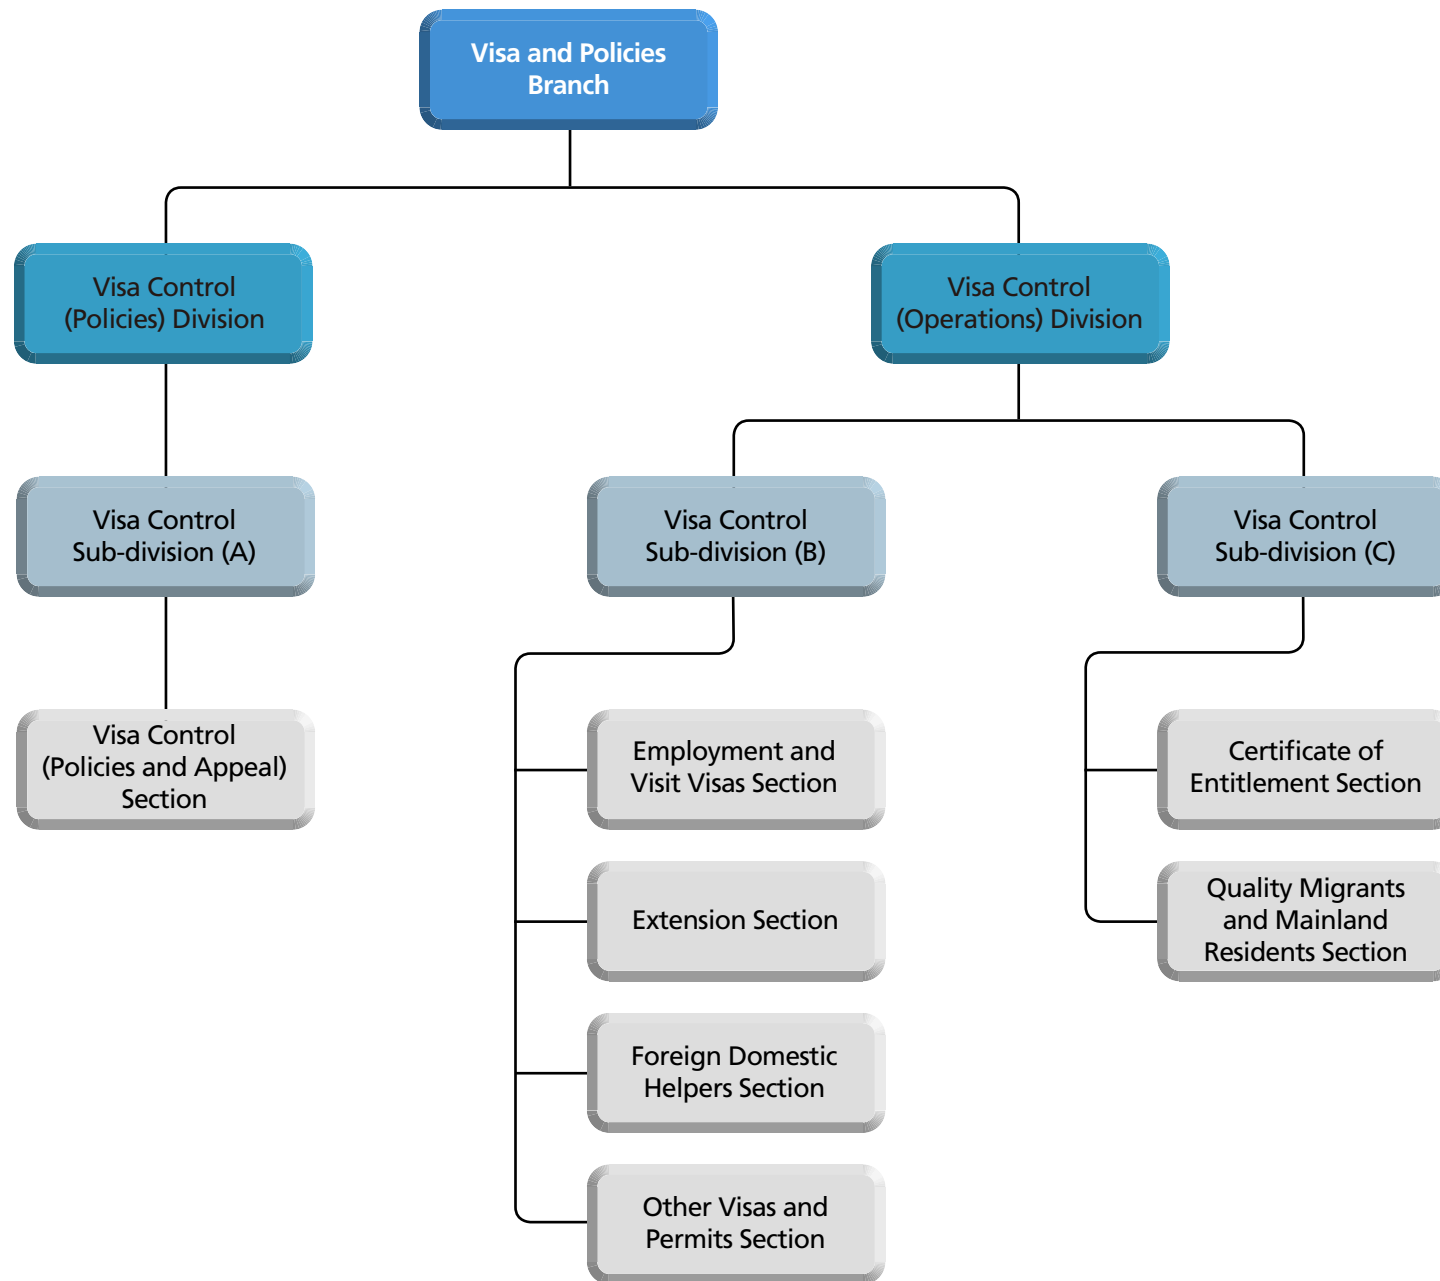 Visa and Policies
Branch
Visa Control
(Policies) Division
Visa Control
(Operations) Division
Visa Control
Sub-division (A)
Visa Control
Sub-division (B)
Visa Control
Sub-division (C)
Visa Control
(Policies and Appeal)
Section
Employment and
Visit Visas Section
Certificate of
Entitlement Section
Extension Section
Quality Migrants
and Mainland
Residents Section
Foreign Domestic
Helpers Section
Other Visas and
Permits Section